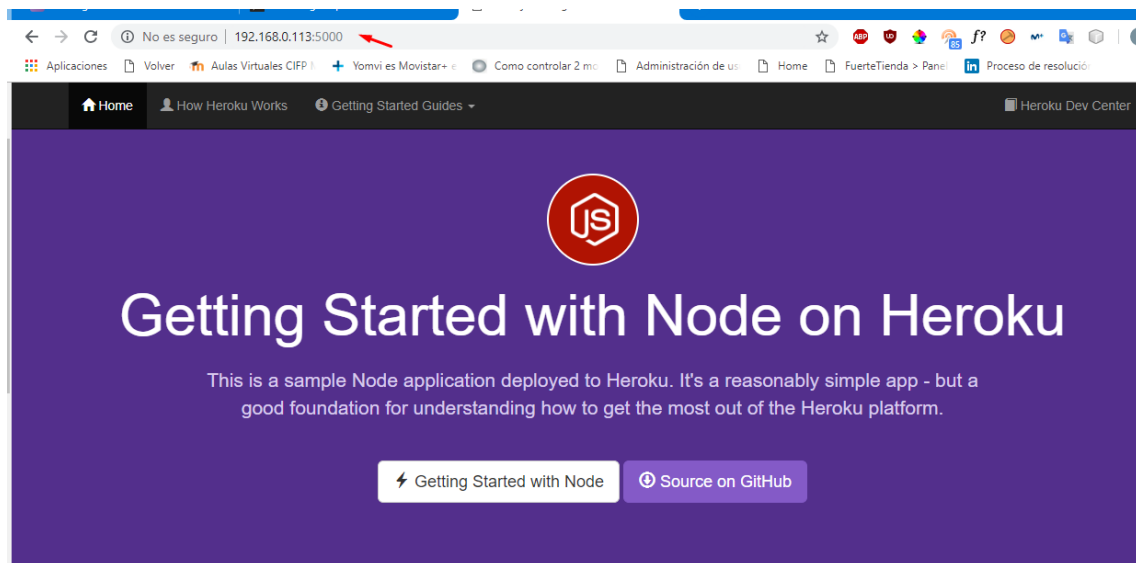 No es seguro | 192.168.0.113:5000
ABP
85
f?
Aplicaciones Volver Aulas Virtuales CIFP Yomvi es Movistar+ e Como controlar 2 mo Administración de us Home FuerteTienda > Pane in Proceso de resolució
Home How Heroku Works Getting Started Guides Heroku Dev Center
JS
Getting Started with Node on Heroku
This is a sample Node application deployed to Heroku. It's a reasonably simple app - but a
good foundation for understanding how to get the most out of the Heroku platform.
Getting Started with Node Source on GitHub